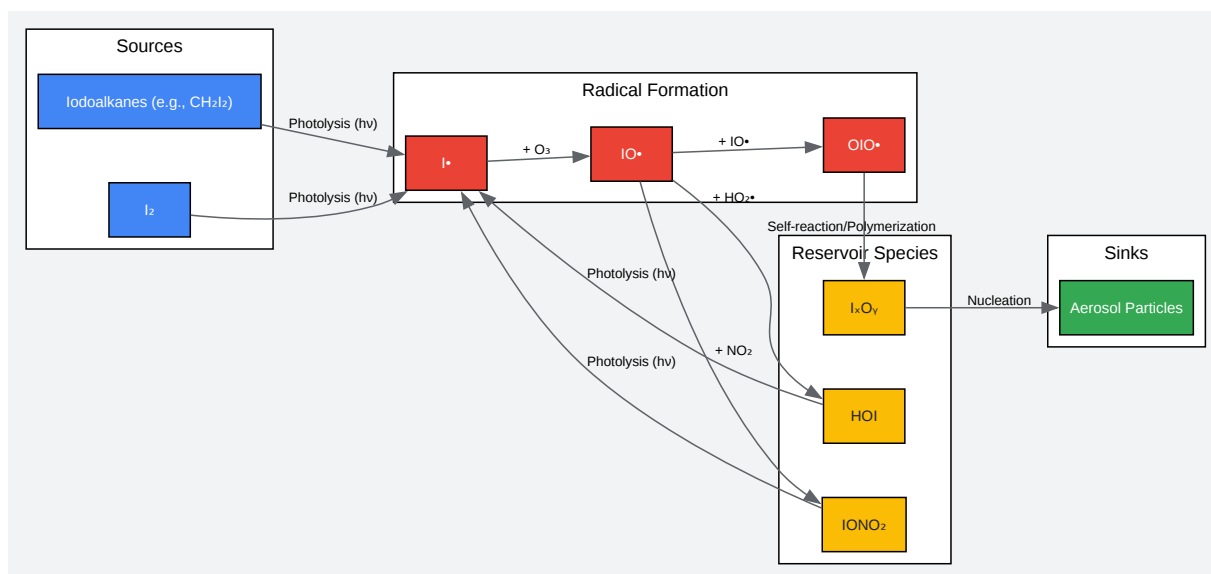 Sources
Iodoalkanes (e.g., CH₂I₂)
I₂
Photolysis (hν)
Photolysis (hν)
Radical Formation
I•
+ O₃
IO•
+ IO•
OIO•
+ HO₂•
Self-reaction/Polymerization
Photolysis (hν)
+ NO₂
Photolysis (hν)
Reservoir Species
IₓOᵧ
HOI
IONO₂
Nucleation
Sinks
Aerosol Particles